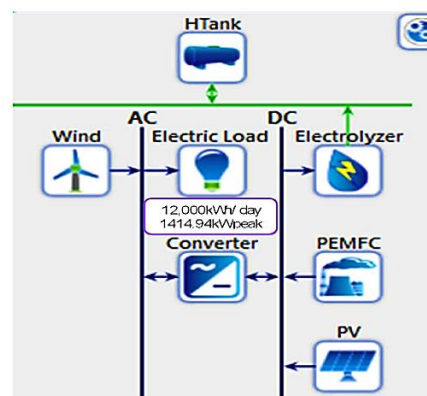 HTank
AC DC
Wind Electric Load Electrolyzer
12,000kWh/ day
1414.94kWpeak
Converter PEMFC
PV